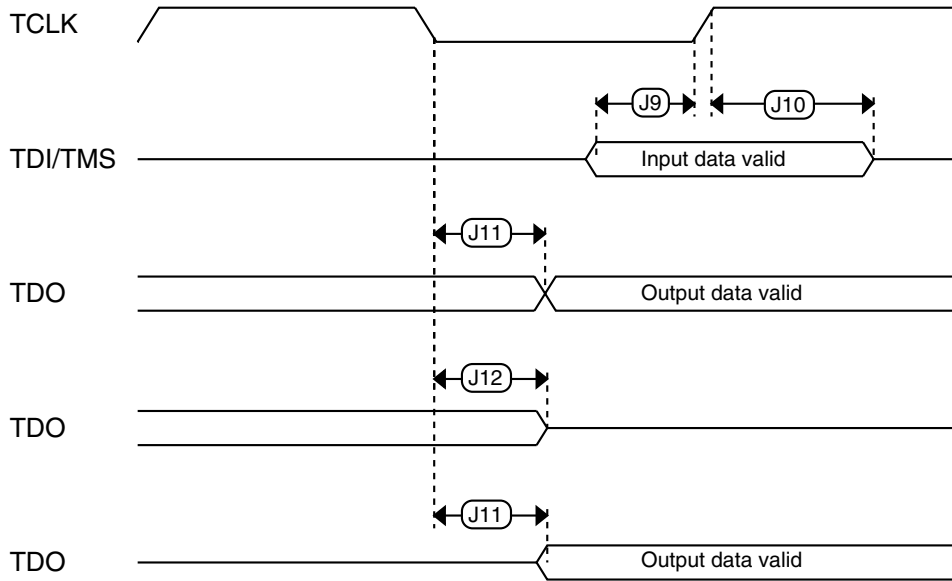 TCLK
J9
J10
TDI/TMS
Input data valid
J11
TDO
Output data valid
J12
TDO
J11
TDO
Output data valid